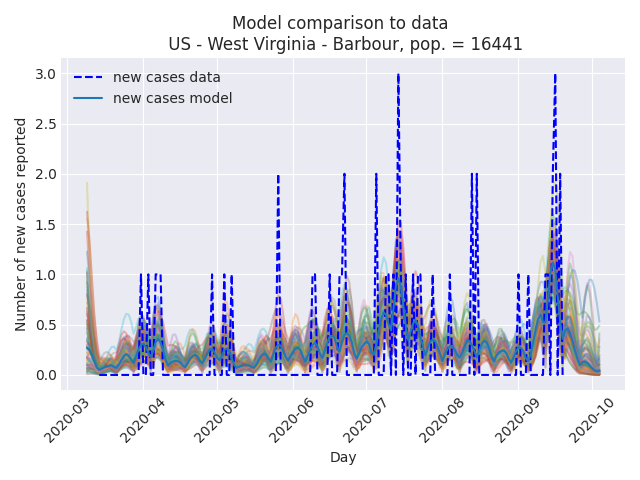 Model comparison to data
US - West Virginia - Barbour, pop. = 16441
new cases data
new cases model
Number of new cases reported
3.0
2.5
2.0
1.5
1.0
0.5
0.0
2020-03
2020-04
2020-05
2020-06
2020-07
2020-08
2020-09
2020-10
Day